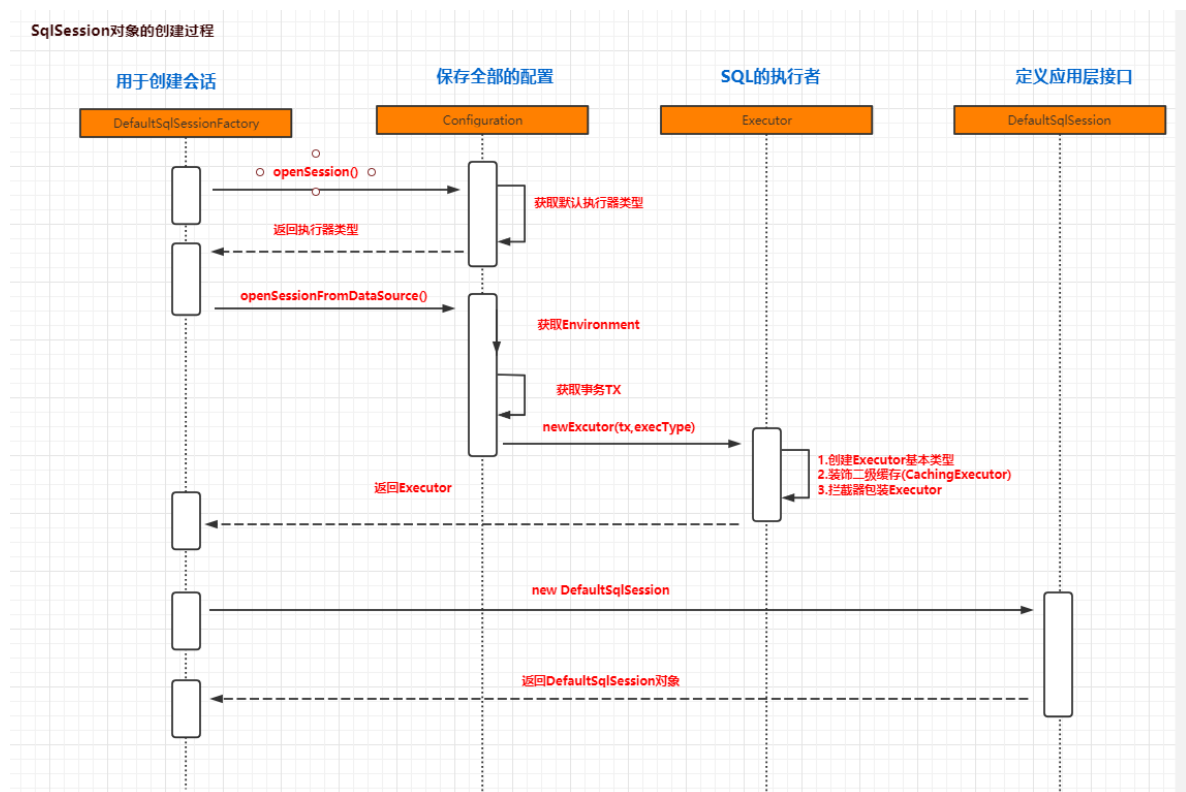 SqlSession对象的创建过程
用于创建会话
保存全部的配置
SQL的执行者
定义应用层接口
DefaultSqlSessionFactory
Configuration
Executor
DefaultSqlSession
openSession()
获取默认执行器类型
返回执行器类型
openSessionFromDataSource()
获取Environment
获取事务TX
newExcutor(tx,execType)
1.创建Executor基本类型
2.装饰二级缓存(CachingExecutor)
3.拦截器包装Executor
返回Executor
new DefaultSqlSession
返回DefaultSqlSession对象